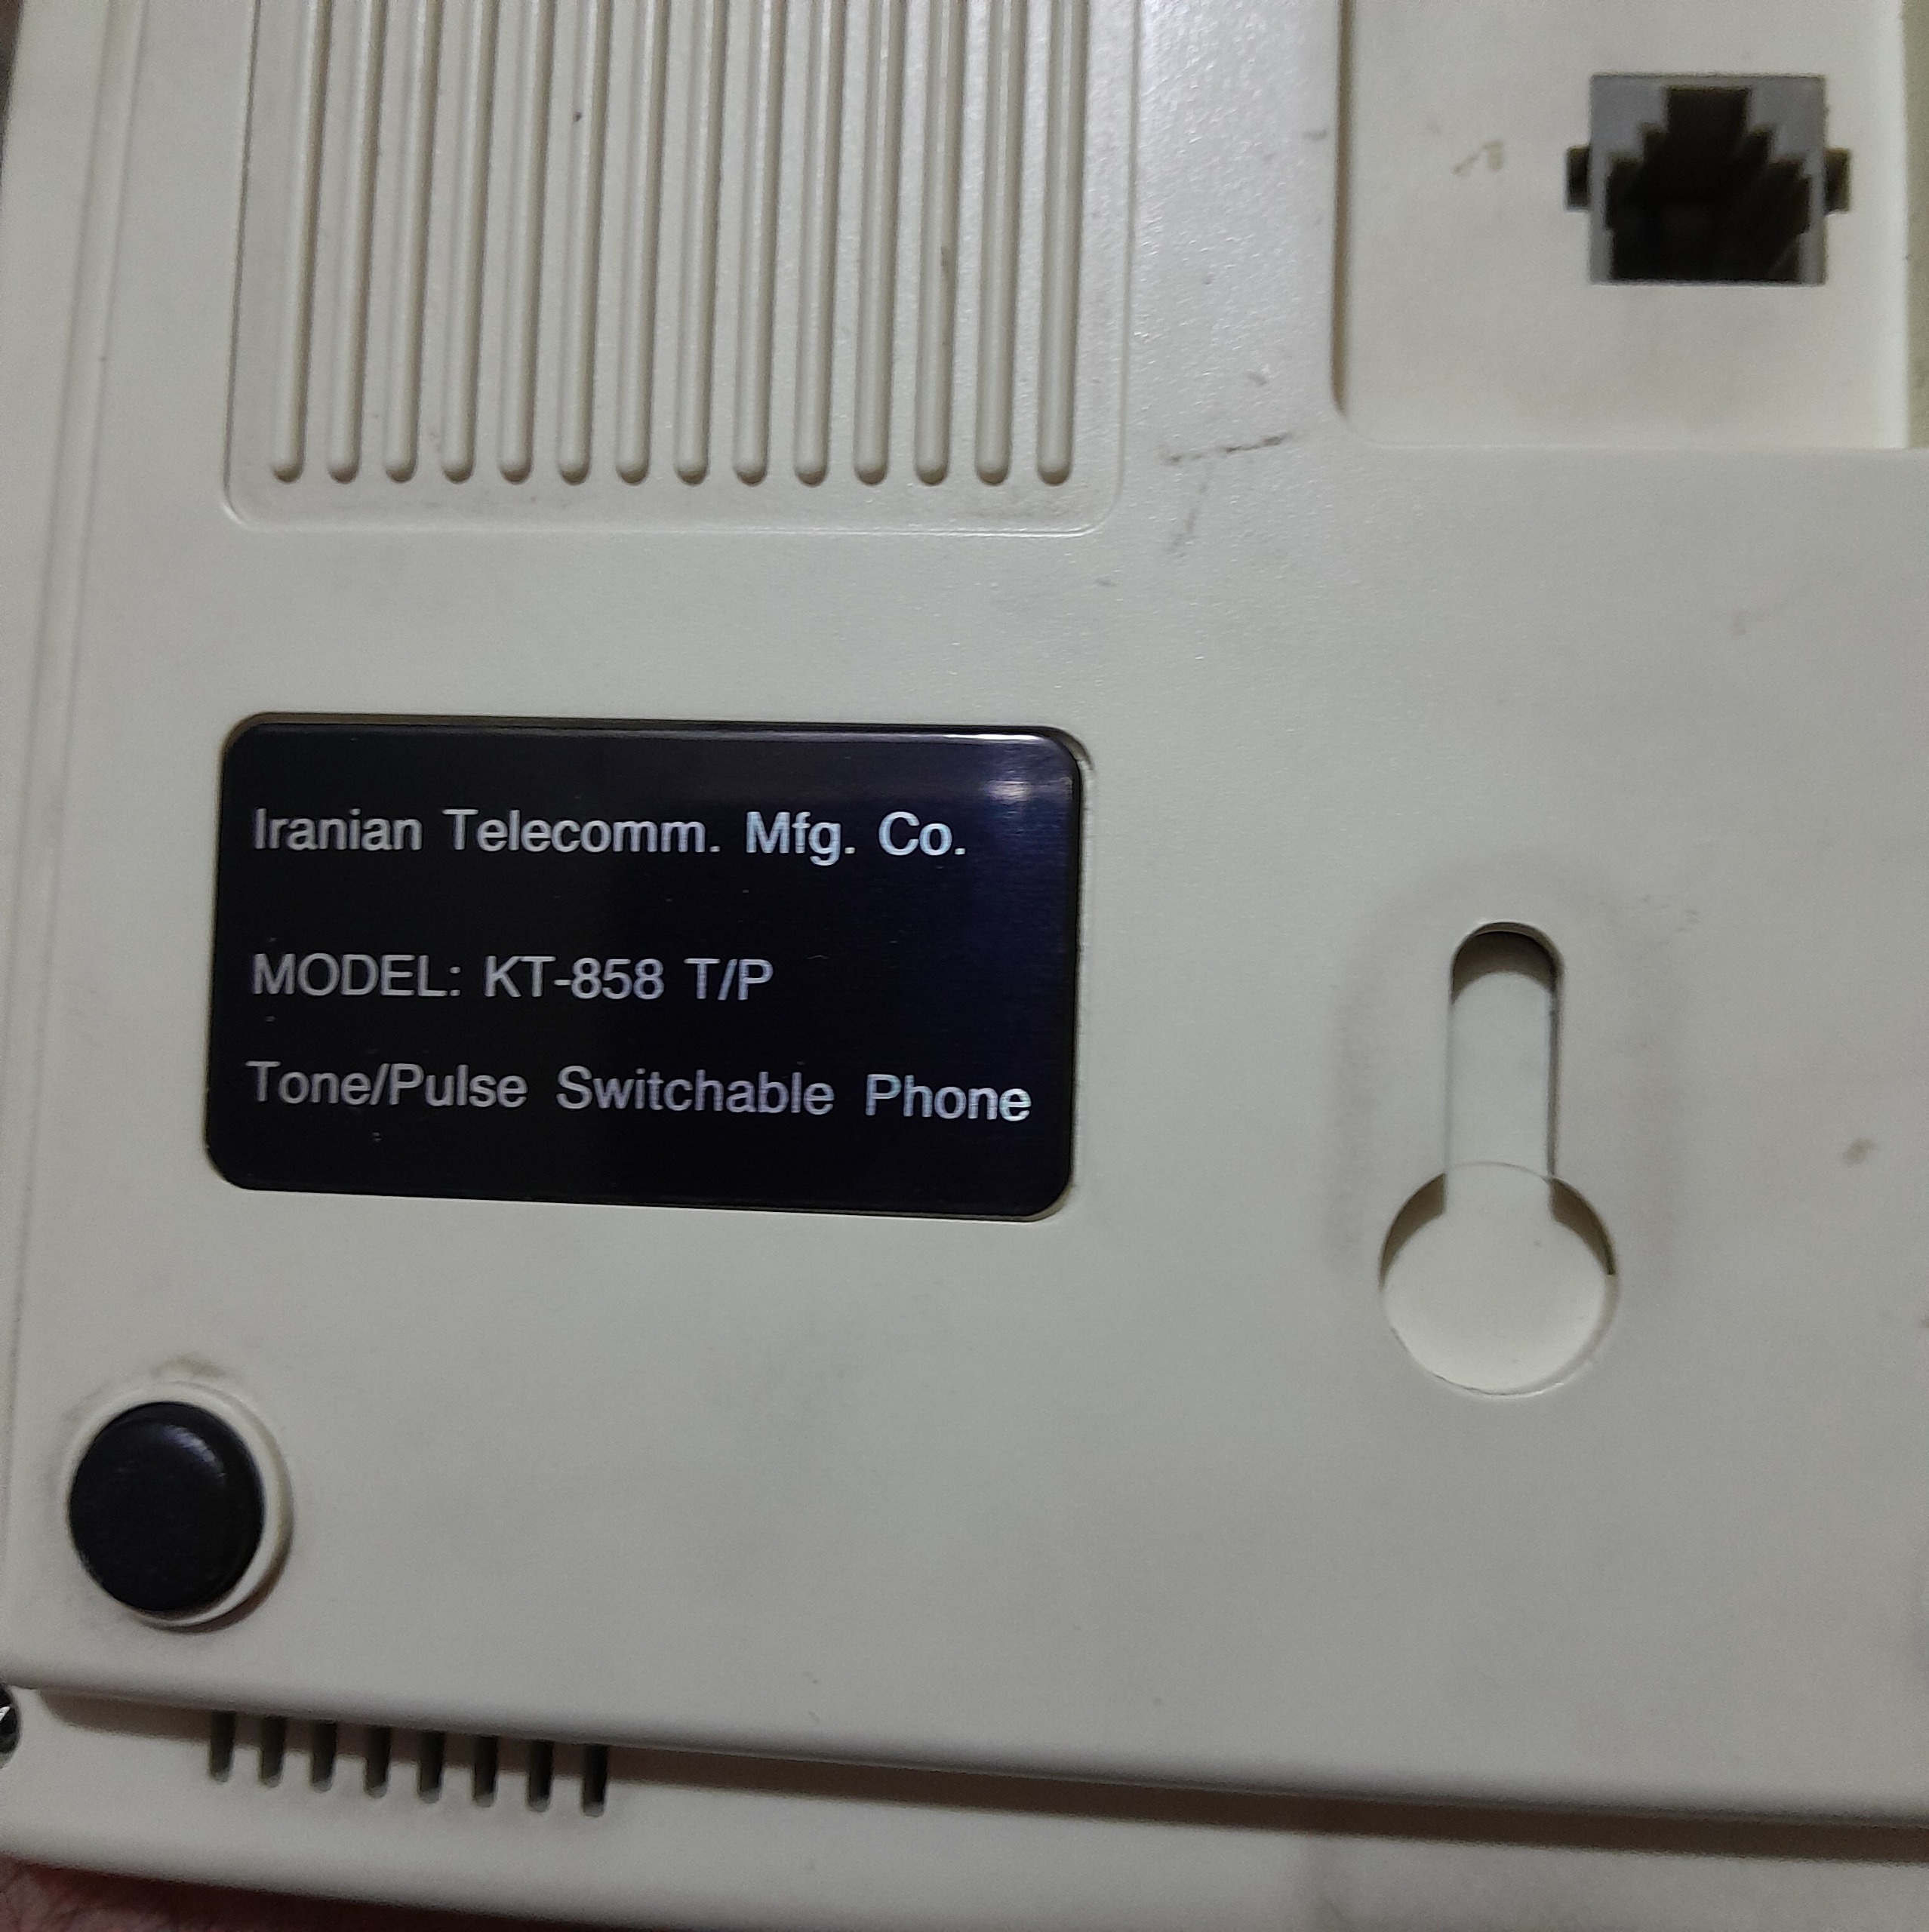 Iranian Telecomm. Mfg. Co.
MODEL: KT-858 T/P
Tone/Pulse Switchable Phone